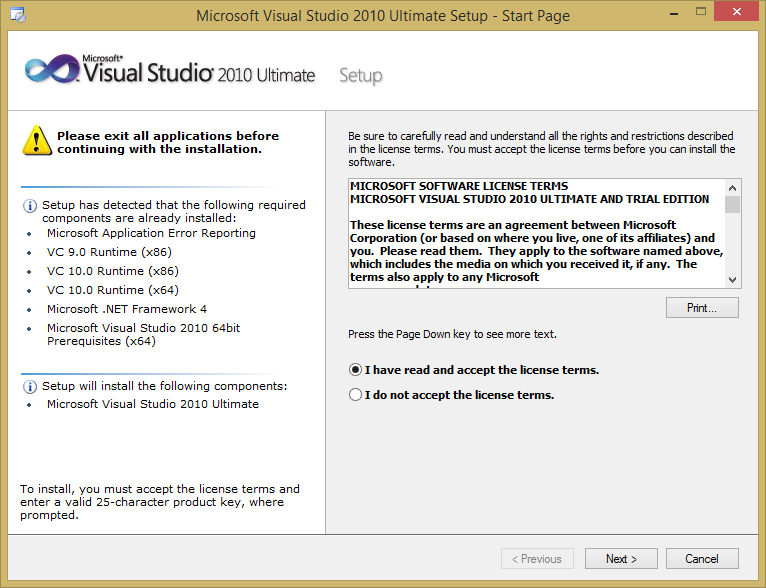 Microsoft Visual Studio 2010 Ultimate Setup - Start Page
Microsoft®
Visual Studio® 2010 Ultimate Setup
Please exit all applications before
continuing with the installation.
Setup has detected that the following required
components are already installed:
• Microsoft Application Error Reporting
• VC 9.0 Runtime (x86)
• VC 10.0 Runtime (x86)
• VC 10.0 Runtime (x64)
• Microsoft .NET Framework 4
• Microsoft Visual Studio 2010 64bit
Prerequisites (x64)
Setup will install the following components:
• Microsoft Visual Studio 2010 Ultimate
To install, you must accept the license terms and
enter a valid 25-character product key, where
prompted.
Be sure to carefully read and understand all the rights and restrictions described
in the license terms. You must accept the license terms before you can install the
software.
MICROSOFT SOFTWARE LICENSE TERMS
MICROSOFT VISUAL STUDIO 2010 ULTIMATE AND TRIAL EDITION
These license terms are an agreement between Microsoft
Corporation (or based on where you live, one of its affiliates) and
you. Please read them. They apply to the software named above,
which includes the media on which you received it, if any. The
terms also apply to any Microsoft
Print...
Press the Page Down key to see more text.
I have read and accept the license terms.
I do not accept the license terms.
< Previous
Next >
Cancel